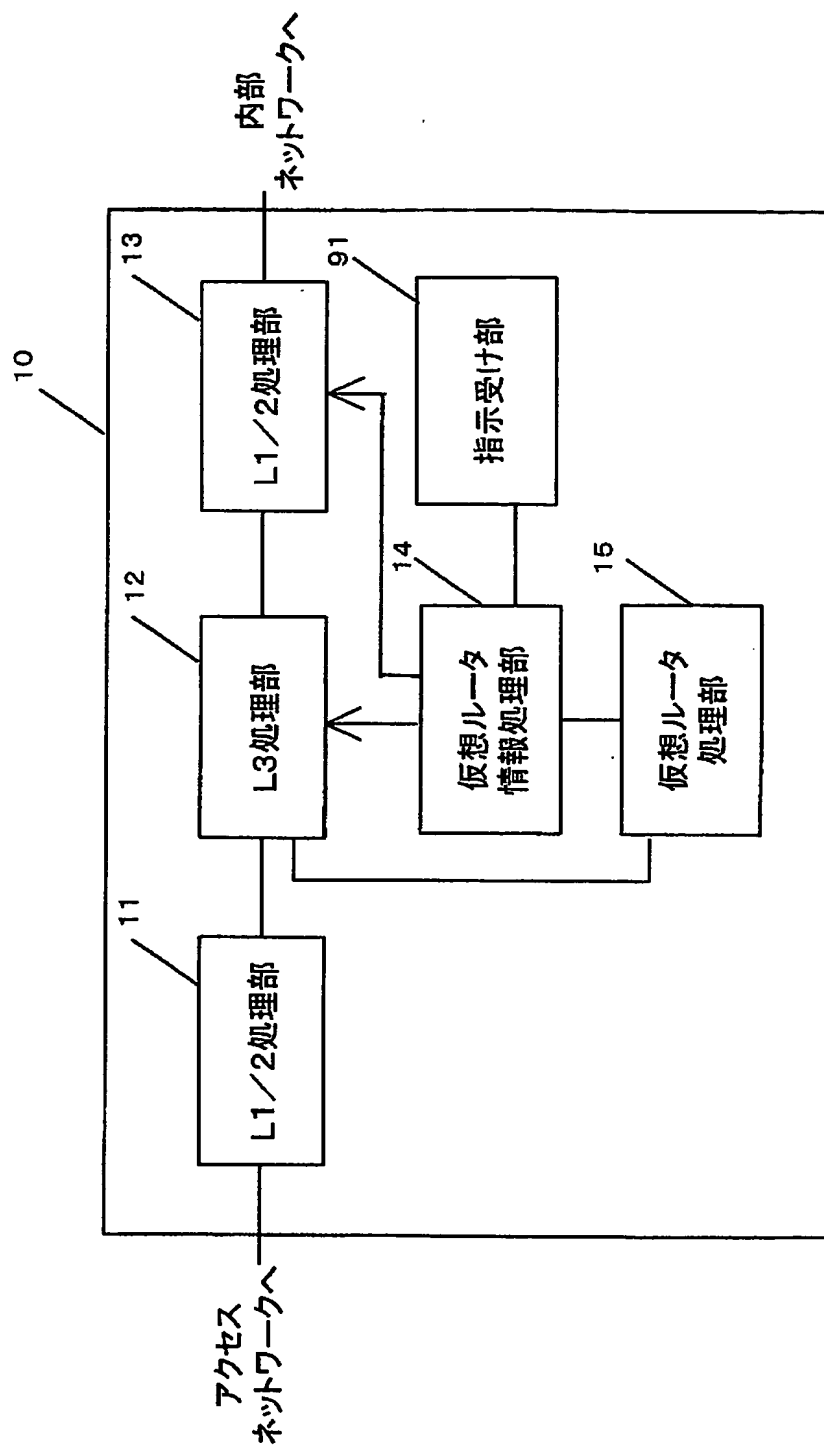 10
アクセス
ネットワークへ
11
L1／2処理部
12
L3処理部
13
L1／2処理部
内部
ネットワークへ
14
仮想ルータ
情報処理部
91
指示受け部
15
仮想ルータ
処理部